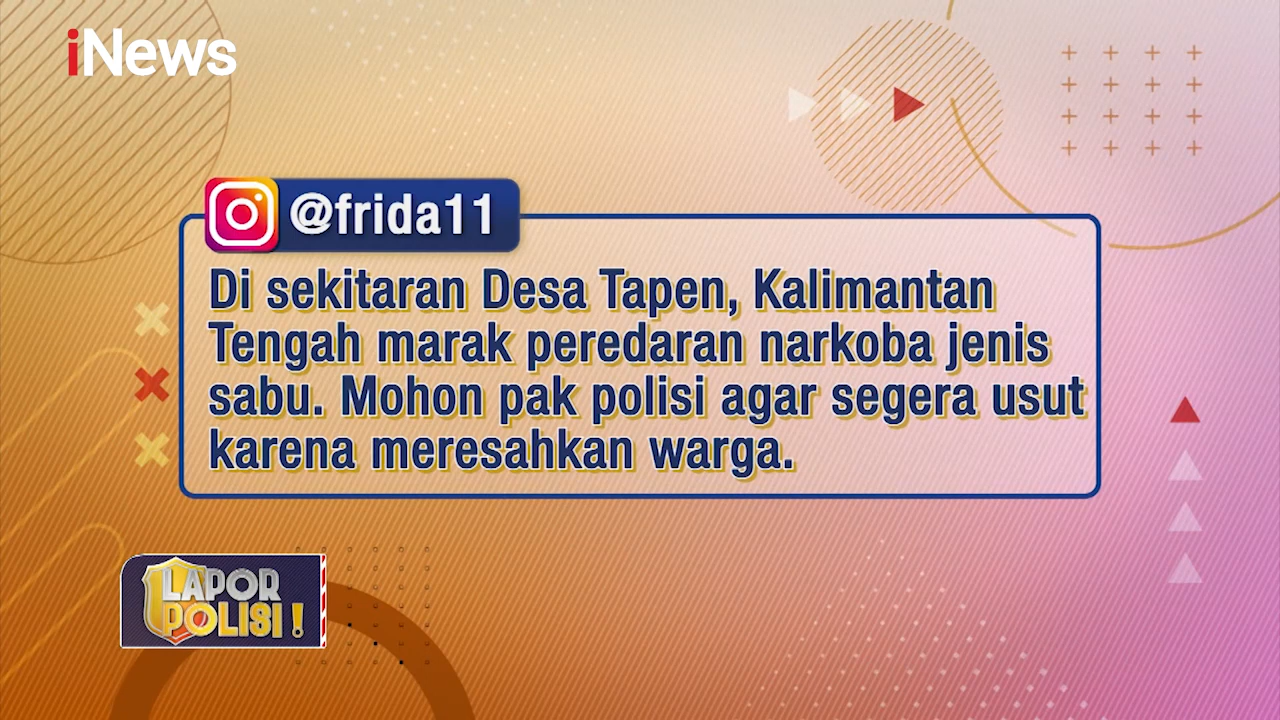 iNews
@frida11
Di sekitaran Desa Tapen, Kalimantan
Tengah marak peredaran narkoba jenis
sabu. Mohon pak polisi agar segera usut
karena meresahkan warga.
LAPOR
POLISI!